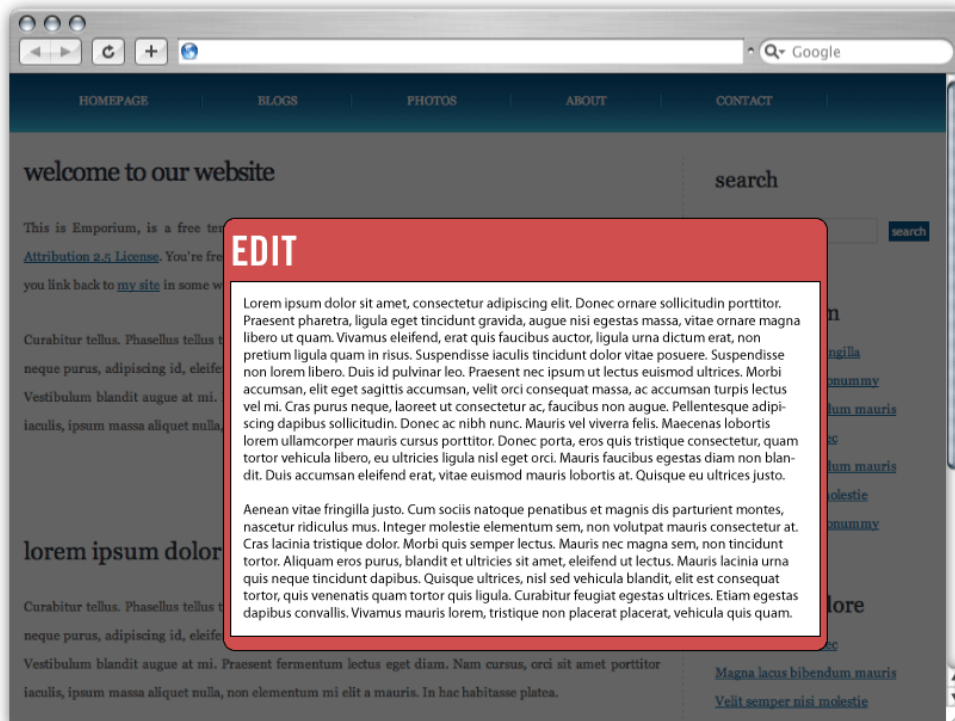 Google
HOMEPAGE BLOGS PHOTOS ABOUT CONTACT
welcome to our website
This is Emporium, is a free
Attribution 2.5 License. You're
you link back to my site in some
Curabitur tellus. Phasellus tellus
neque purus, adipiscing id,
Vestibulum blandit augue at mi.
iaculis, ipsum massa aliquet nulla,
lorem ipsum dolor
Curabitur tellus. Phasellus tellus
neque purus, adipiscing id,
Vestibulum blandit augue at mi. Praesent fermentum lectus eget diam. Nam cursus, orci sit amet porttitor
iaculis, ipsum massa aliquet nulla, non elementum mi elit a mauris. In hac habitasse platea.
EDIT
Lorem ipsum dolor sit amet, consectetur adipiscing elit. Donec ornare sollicitudin porttitor.
Praesent pharetra, ligula eget tincidunt gravida, augue nisi egestas massa, vitae ornare magna
libero ut quam. Vivamus eleifend, erat quis faucibus auctor, ligula urna dictum erat, non
pretium ligula quam in risus. Suspendisse iaculis tincidunt dolor vitae posuere. Suspendisse
non lorem libero. Duis id pulvinar leo. Praesent nec ipsum ut lectus euismod ultrices. Morbi
accumsan, elit eget sagittis accumsan, velit orci consequat massa, ac accumsan turpis lectus
vel mi. Cras purus neque, laoreet ut consectetur ac, faucibus non augue. Pellentesque adipi-
scing dapibus sollicitudin. Donec ac nibh nunc. Mauris vel viverra felis. Maecenas lobortis
lorem ullamcorper mauris cursus porttitor. Donec porta, eros quis tristique consectetur, quam
tortor vehicula libero, eu ultricies ligula nisl eget orci. Mauris faucibus egestas diam non blan-
dit. Duis accumsan eleifend erat, vitae euismod mauris lobortis at. Quisque eu ultrices justo.
Aenean vitae fringilla justo. Cum sociis natoque penatibus et magnis dis parturient montes,
nascetur ridiculus mus. Integer molestie elementum sem, non volutpat mauris consectetur at.
Cras lacinia tristique dolor. Morbi quis semper lectus. Mauris nec magna sem, non tincidunt
tortor. Aliquam eros purus, blandit et ultricies sit amet, eleifend ut lectus. Mauris lacinia urna
quis neque tincidunt dapibus. Quisque ultrices, nisl sed vehicula blandit, elit est consequat
tortor, quis venenatis quam tortor quis ligula. Curabitur feugiat egestas ultrices. Etiam egestas
dapibus convallis. Vivamus mauris lorem, tristique non placerat placerat, vehicula quis quam.
search
search
mauris
mauris
molestie
Magna lacus bibendum mauris
Velit semper nisi molestie